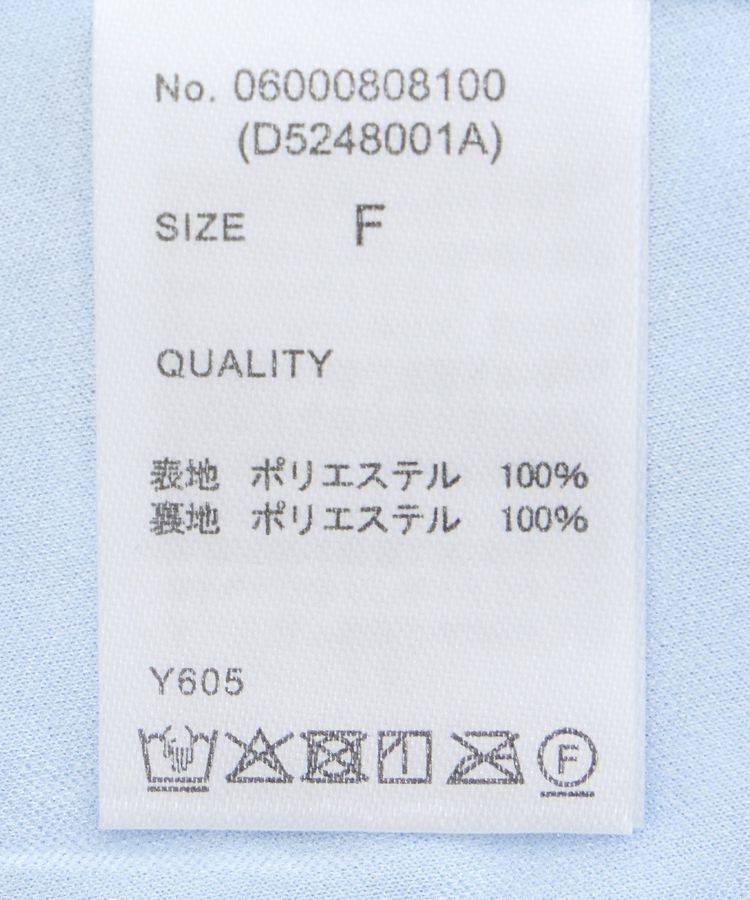 No. 06000808100
(D5248001A)
SIZE F
QUALITY
表地 ポリエステル 100%
裏地 ポリエステル 100%
Y605
F